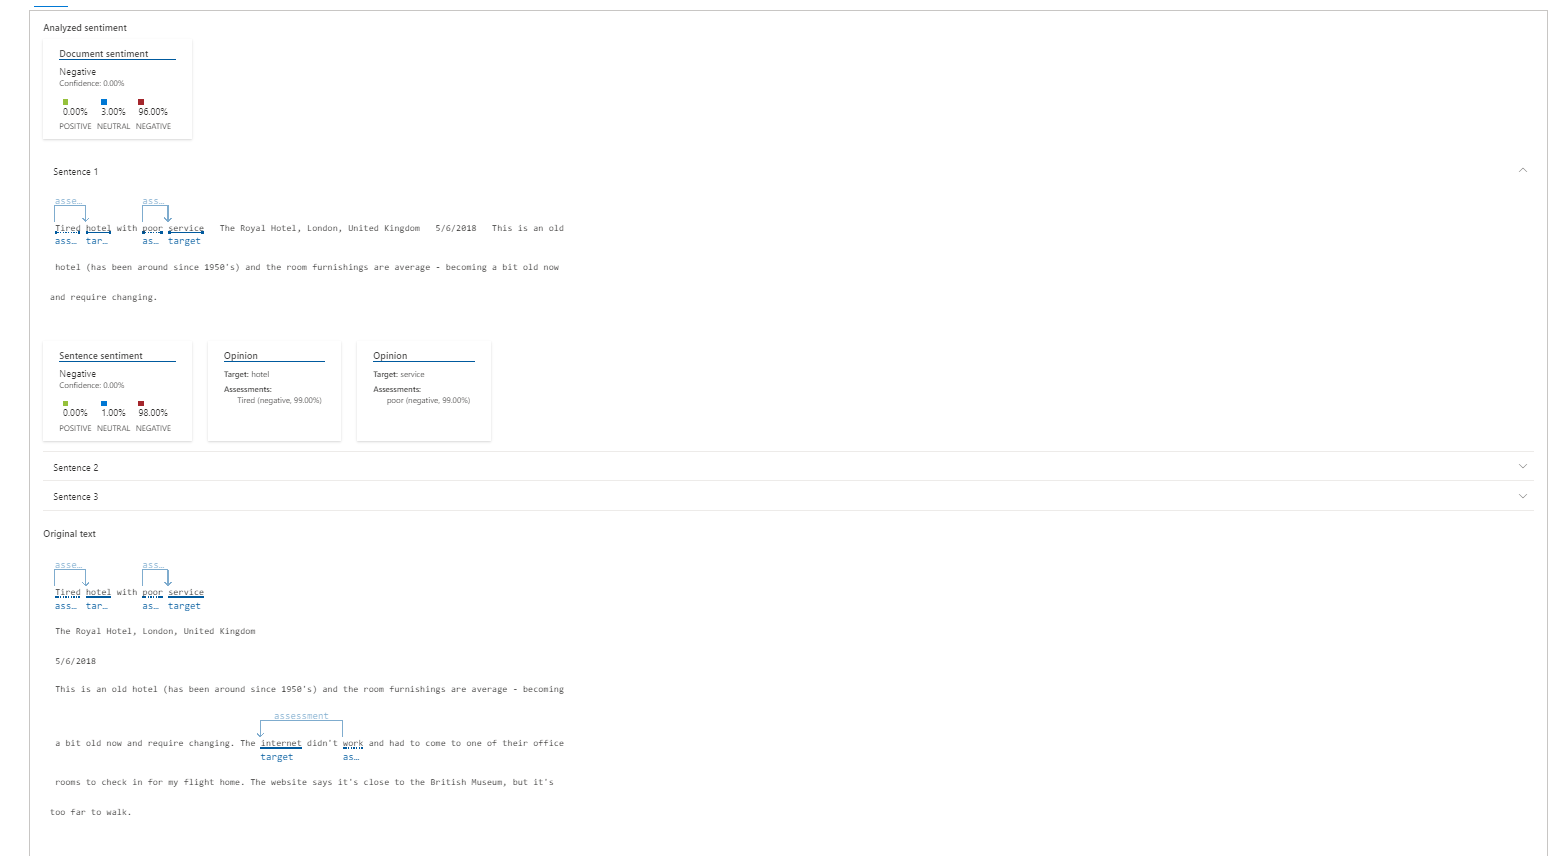 Analyzed sentiment
Document sentiment
Negative
Confidence: 0.00%
0.00% 3.00% 96.00%
POSITIVE NEUTRAL NEGATIVE
Sentence 1
asse... ass...
Tired hotel with poor service The Royal Hotel, London, United Kingdom 5/6/2018 This is an old
ass... tar... as... target
hotel (has been around since 1950's) and the room furnishings are average - becoming a bit old now
and require changing.
Sentence sentiment
Negative
Confidence: 0.00%
0.00% 1.00% 98.00%
POSITIVE NEUTRAL NEGATIVE
Opinion
Target: hotel
Assessments:
Tired (negative, 99.00%)
Opinion
Target: service
Assessments:
poor (negative, 99.00%)
Sentence 2
Sentence 3
Original text
asse... ass...
Tired hotel with poor service
ass... tar... as... target
The Royal Hotel, London, United Kingdom
5/6/2018
This is an old hotel (has been around since 1950's) and the room furnishings are average - becoming
assessment
a bit old now and require changing. The internet didn't work and had to come to one of their office
target as...
rooms to check in for my flight home. The website says it's close to the British Museum, but it's
too far to walk.